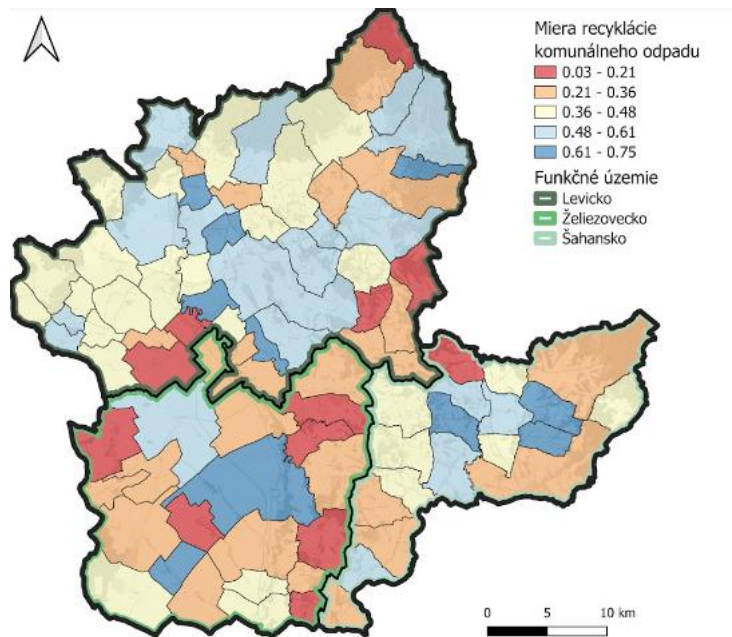 Miera recyklácie
komunálneho odpadu
0.03 - 0.21
0.21 - 0.36
0.36 - 0.48
0.48 - 0.61
0.61 - 0.75
Funkčné územie
Levicko
Želiezovecko
Šahansko
0 5 10 km